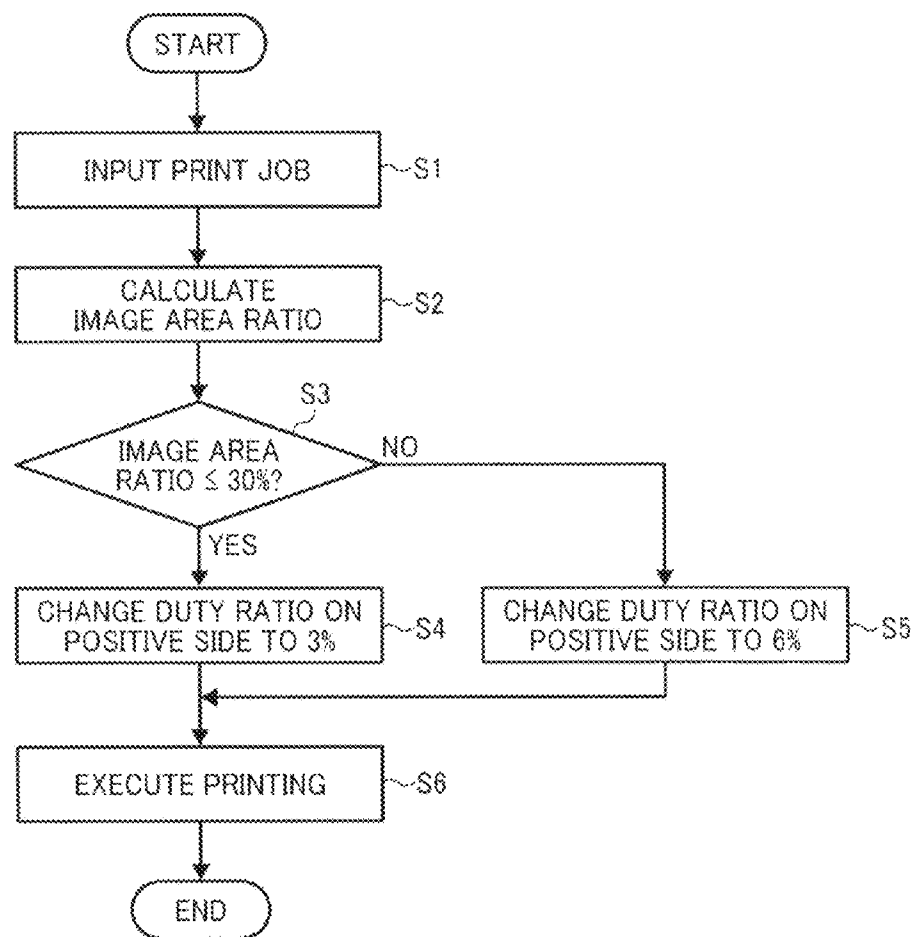 START
INPUT PRINT JOB
S1
CALCULATE
IMAGE AREA RATIO
S2
S3
IMAGE AREA
RATIO ≤ 30%?
NO
YES
CHANGE DUTY RATIO ON
POSITIVE SIDE TO 3%
S4
CHANGE DUTY RATIO ON
POSITIVE SIDE TO 6%
S5
EXECUTE PRINTING
S6
END